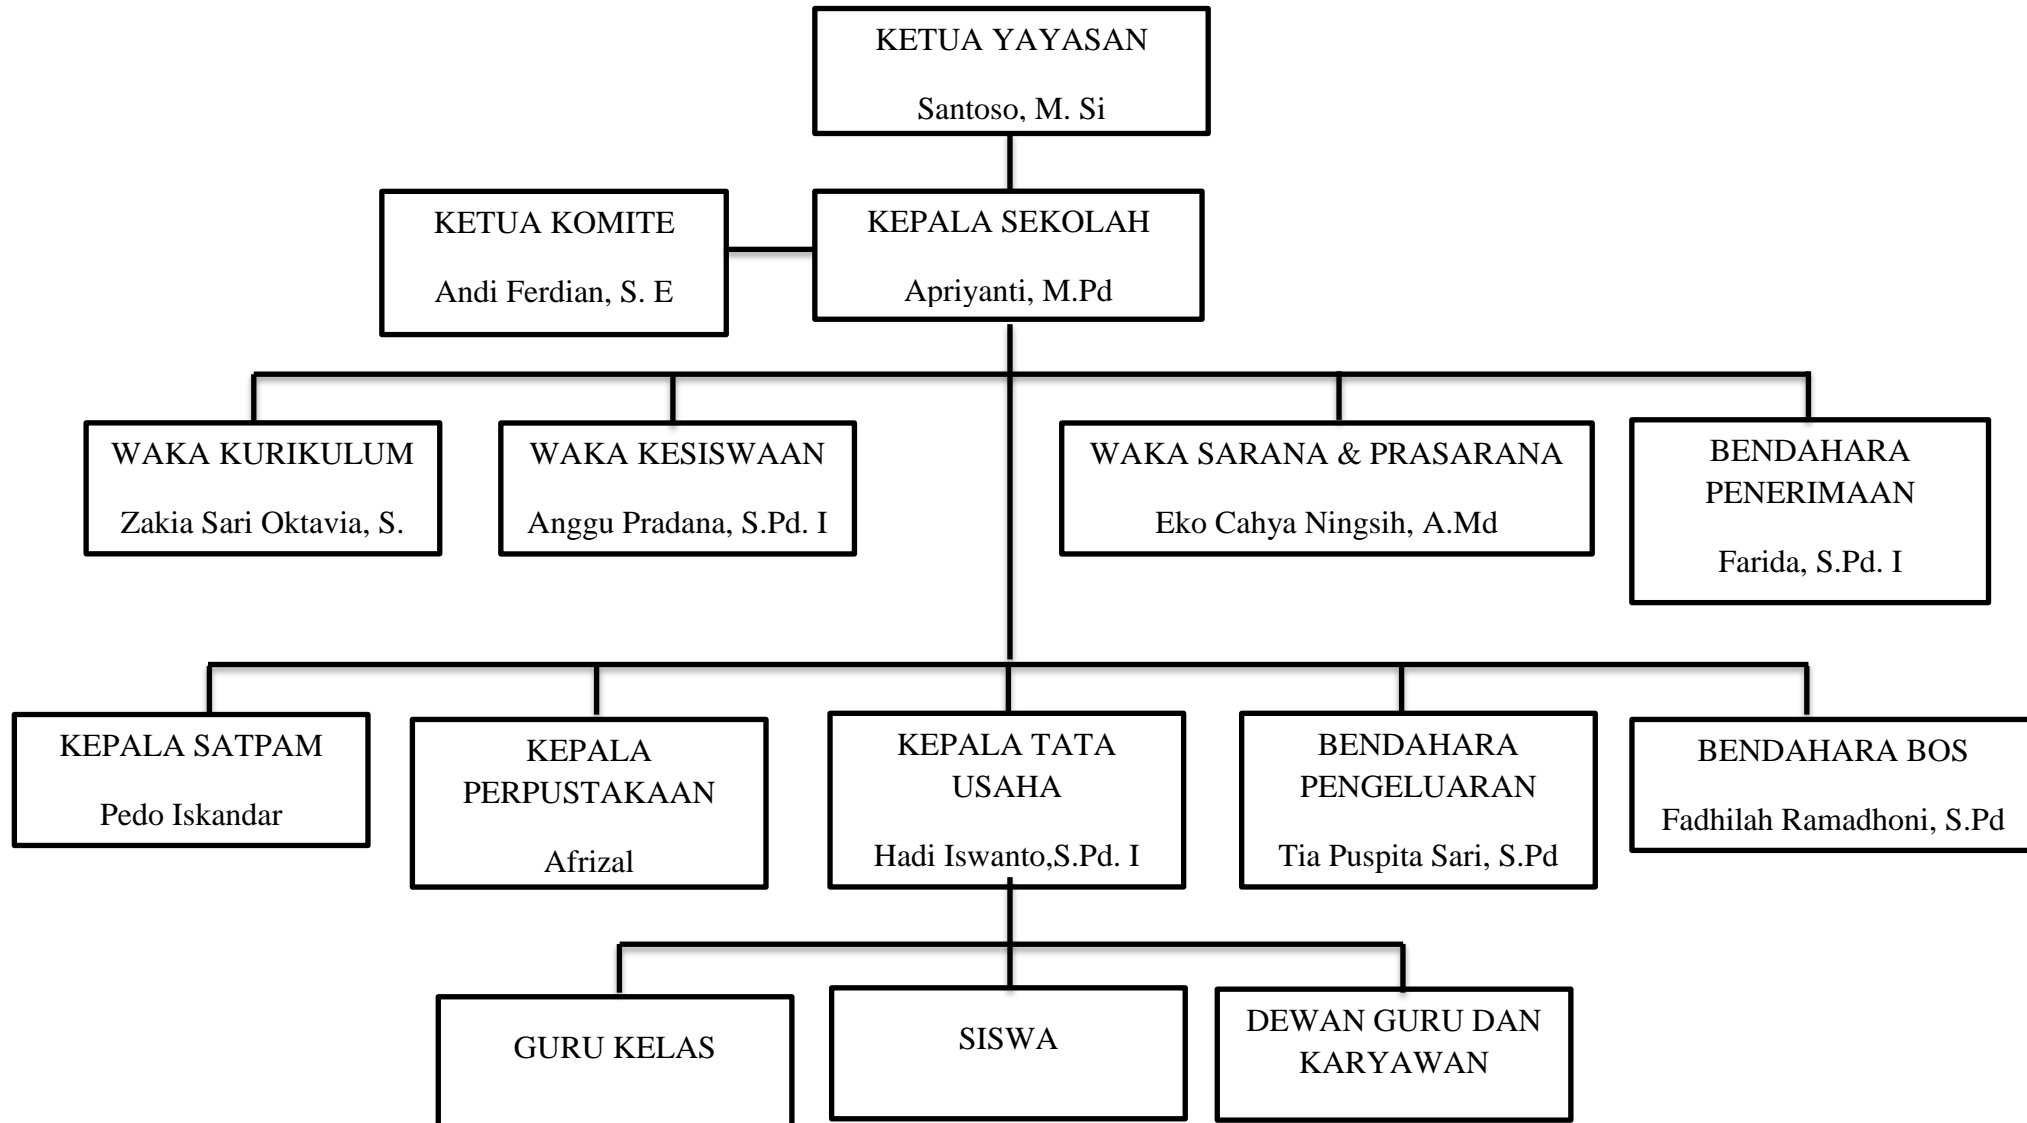 KETUA YAYASAN
Santoso, M. Si
KETUA KOMITE
Andi Ferdian, S. E
KEPALA SEKOLAH
Apriyanti, M.Pd
WAKA KURIKULUM
Zakia Sari Oktavia, S.
WAKA KESISWAAN
Anggu Pradana, S.Pd. I
WAKA SARANA & PRASARANA
Eko Cahya Ningsih, A.Md
BENDAHARA
PENERIMAAN
Farida, S.Pd. I
KEPALA SATPAM
Pedo Iskandar
KEPALA
PERPUSTAKAAN
Afrizal
KEPALA TATA
USAHA
Hadi Iswanto,S.Pd. I
BENDAHARA
PENGELUARAN
Tia Puspita Sari, S.Pd
BENDAHARA BOS
Fadhilah Ramadhoni, S.Pd
GURU KELAS
SISWA
DEWAN GURU DAN
KARYAWAN